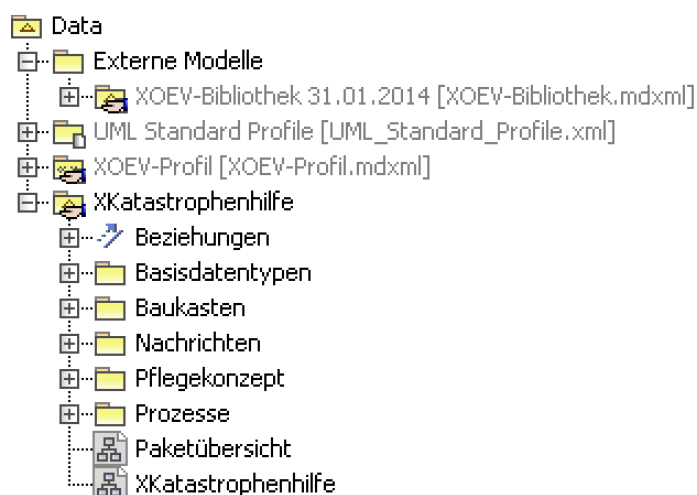 Data
Externe Modelle
XOEV-Bibliothek 31.01.2014 [XOEV-Bibliothek.mdxml]
UML Standard Profile [UML_Standard_Profile.xml]
XOEV-Profil [XOEV-Profil.mdxml]
XKatastrophenhilfe
Beziehungen
Basisdatentypen
Baukasten
Nachrichten
Pflegekonzept
Prozesse
Paketübersicht
XKatastrophenhilfe